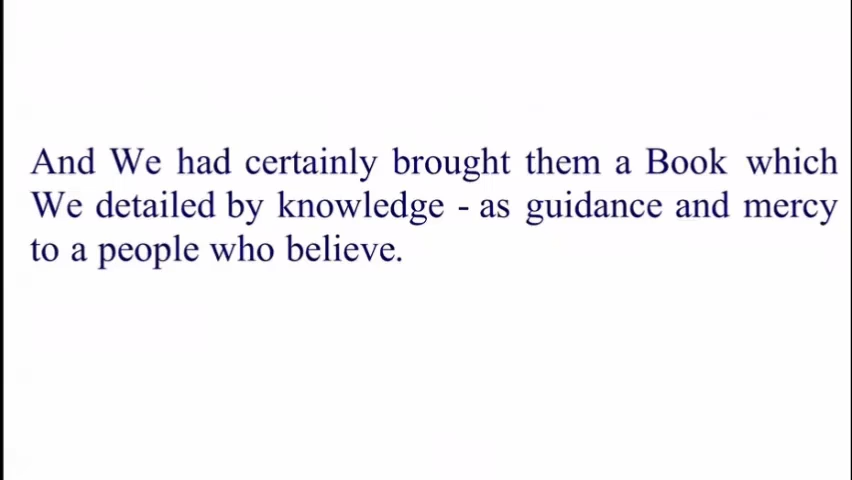 And We had certainly brought them a Book which
We detailed by knowledge - as guidance and mercy
to a people who believe.